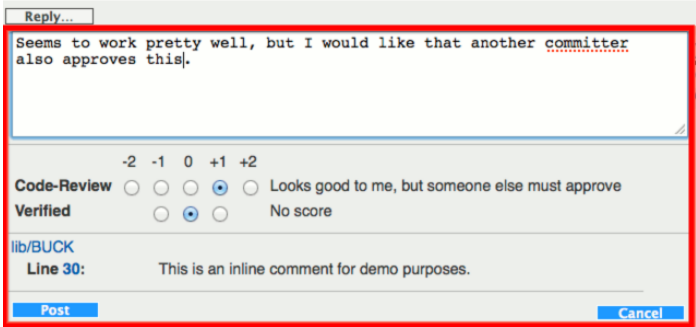 Reply...
Seems to work pretty well, but I would like that another committer
also approves this.
-2 -1 0 +1 +2
Code-Review Looks good to me, but someone else must approve
Verified No score
lib/BUCK
Line 30: This is an inline comment for demo purposes.
Post Cancel